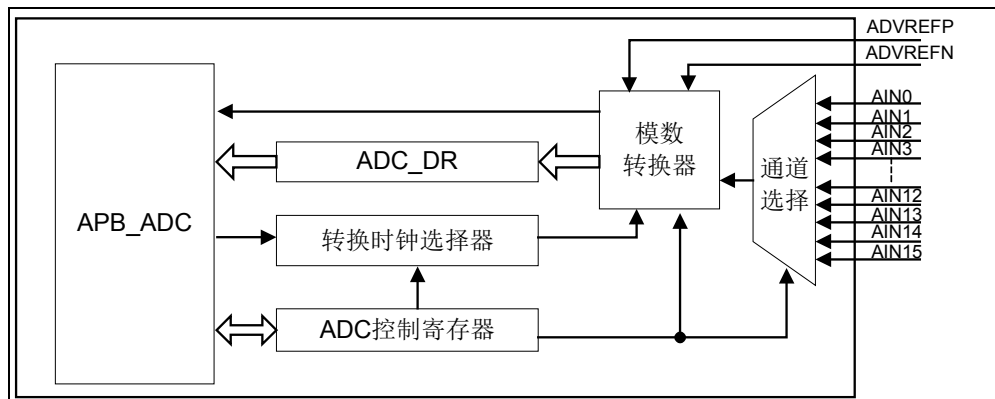 ADVREFP
ADVREFN
AIN0
AIN1
AIN2
AIN3
AIN12
AIN13
AIN14
AIN15
通道
选择
模数
转换器
ADC_DR
APB_ADC
转换时钟选择器
ADC控制寄存器